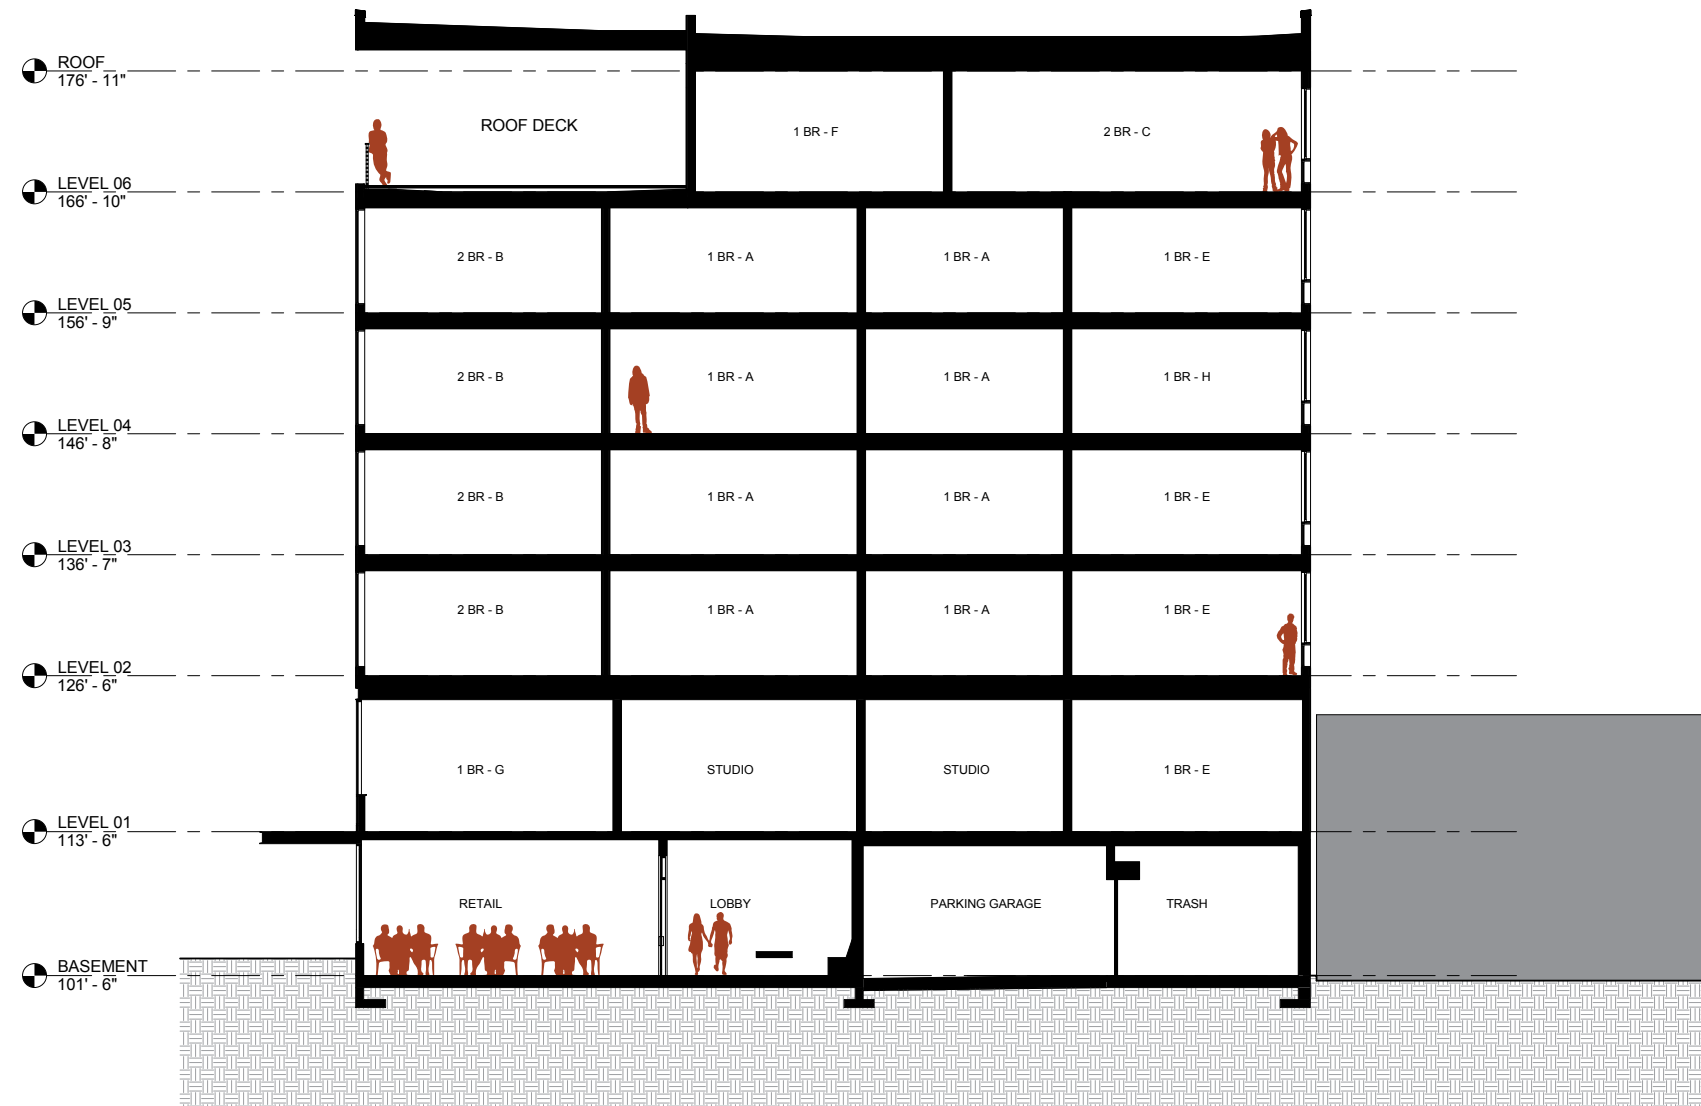 ROOF
176' - 11"
ROOF DECK
1 BR - F
2 BR - C
LEVEL 06
166' - 10"
2 BR - B
1 BR - A
1 BR - A
1 BR - E
LEVEL 05
156' - 9"
2 BR - B
1 BR - A
1 BR - A
1 BR - H
LEVEL 04
146' - 8"
2 BR - B
1 BR - A
1 BR - A
1 BR - E
LEVEL 03
136' - 7"
2 BR - B
1 BR - A
1 BR - A
1 BR - E
LEVEL 02
126' - 6"
1 BR - G
STUDIO
STUDIO
1 BR - E
LEVEL 01
113' - 6"
RETAIL
LOBBY
PARKING GARAGE
TRASH
BASEMENT
101' - 6"